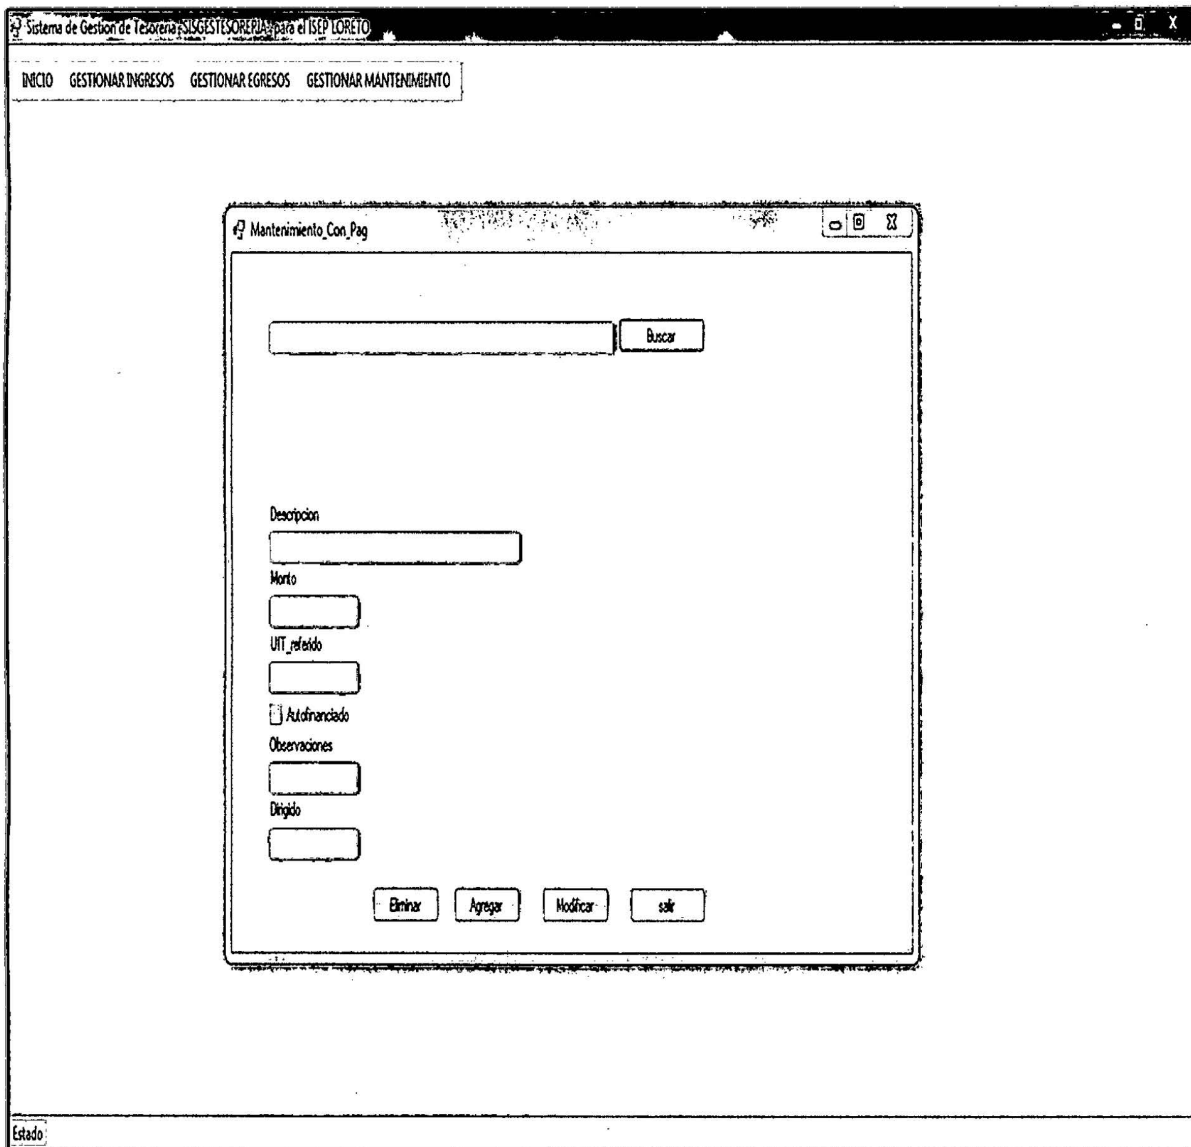 Sistema de Gestion de Tesoreria "SISGESTESORERIA" para el ISEP LORETO
INICIO GESTIONAR INGRESOS GESTIONAR EGRESOS GESTIONAR MANTENIMIENTO
Mantenimiento_Con_Pag
Buscar
Descripcion
Monto
UIT_referido
Autofinanciado
Observaciones
Dirigido
Eliminar Agregar Modificar salir
Estado